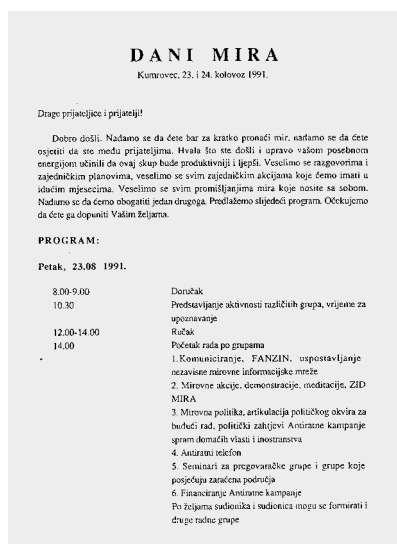 DANI MIRA
Kumrovec, 23. i 24. kolovoz 1991.
Drage prijateljice i prijatelji!
Dobro došli. Nadamo se da ćete bar za kratko pronaći mir, nadamo se da ćete
osjetiti da ste među prijateljima. Hvala što ste došli i upravo vašom posebnom
energijom učinili da ovaj skup bude produktivniji i ljepši. Veselimo se razgovorima i
zajedničkim planovima, veselimo se svim zajedničkim akcijama koje ćemo imati u
idućim mjesecima. Veselimo se svim promišljanjima mira koje nosite sa sobom.
Nadamo se da ćemo obogatiti jedan drugoga. Predlažemo slijedeći program. Očekujemo
da ćete ga dopuniti Vašim željama.
PROGRAM:
Petak, 23.08 1991.
8.00-9.00 Doručak
10.30 Predstavljanje aktivnosti različitih grupa, vrijeme za
upoznavanje
12.00-14.00 Ručak
14.00 Početak rada po grupama
1.Komuniciranje, FANZIN, uspostavljanje
nezavisne mirovne informacijske mreže
2. Mirovne akcije, demonstracije, meditacije, ZID
MIRA
3. Mirovna politika, artikulacija političkog okvira za
budući rad, politički zahtjevi Antiratne kampanje
spram domaćih vlasti i inostranstva
4. Antiratni telefon
5. Seminari za pregovaračke grupe i grupe koje
posjećuju zaraćena područja
6. Financiranje Antiratne kampanje
Po željama sudionika i sudionica mogu se formirati i
druge radne grupe